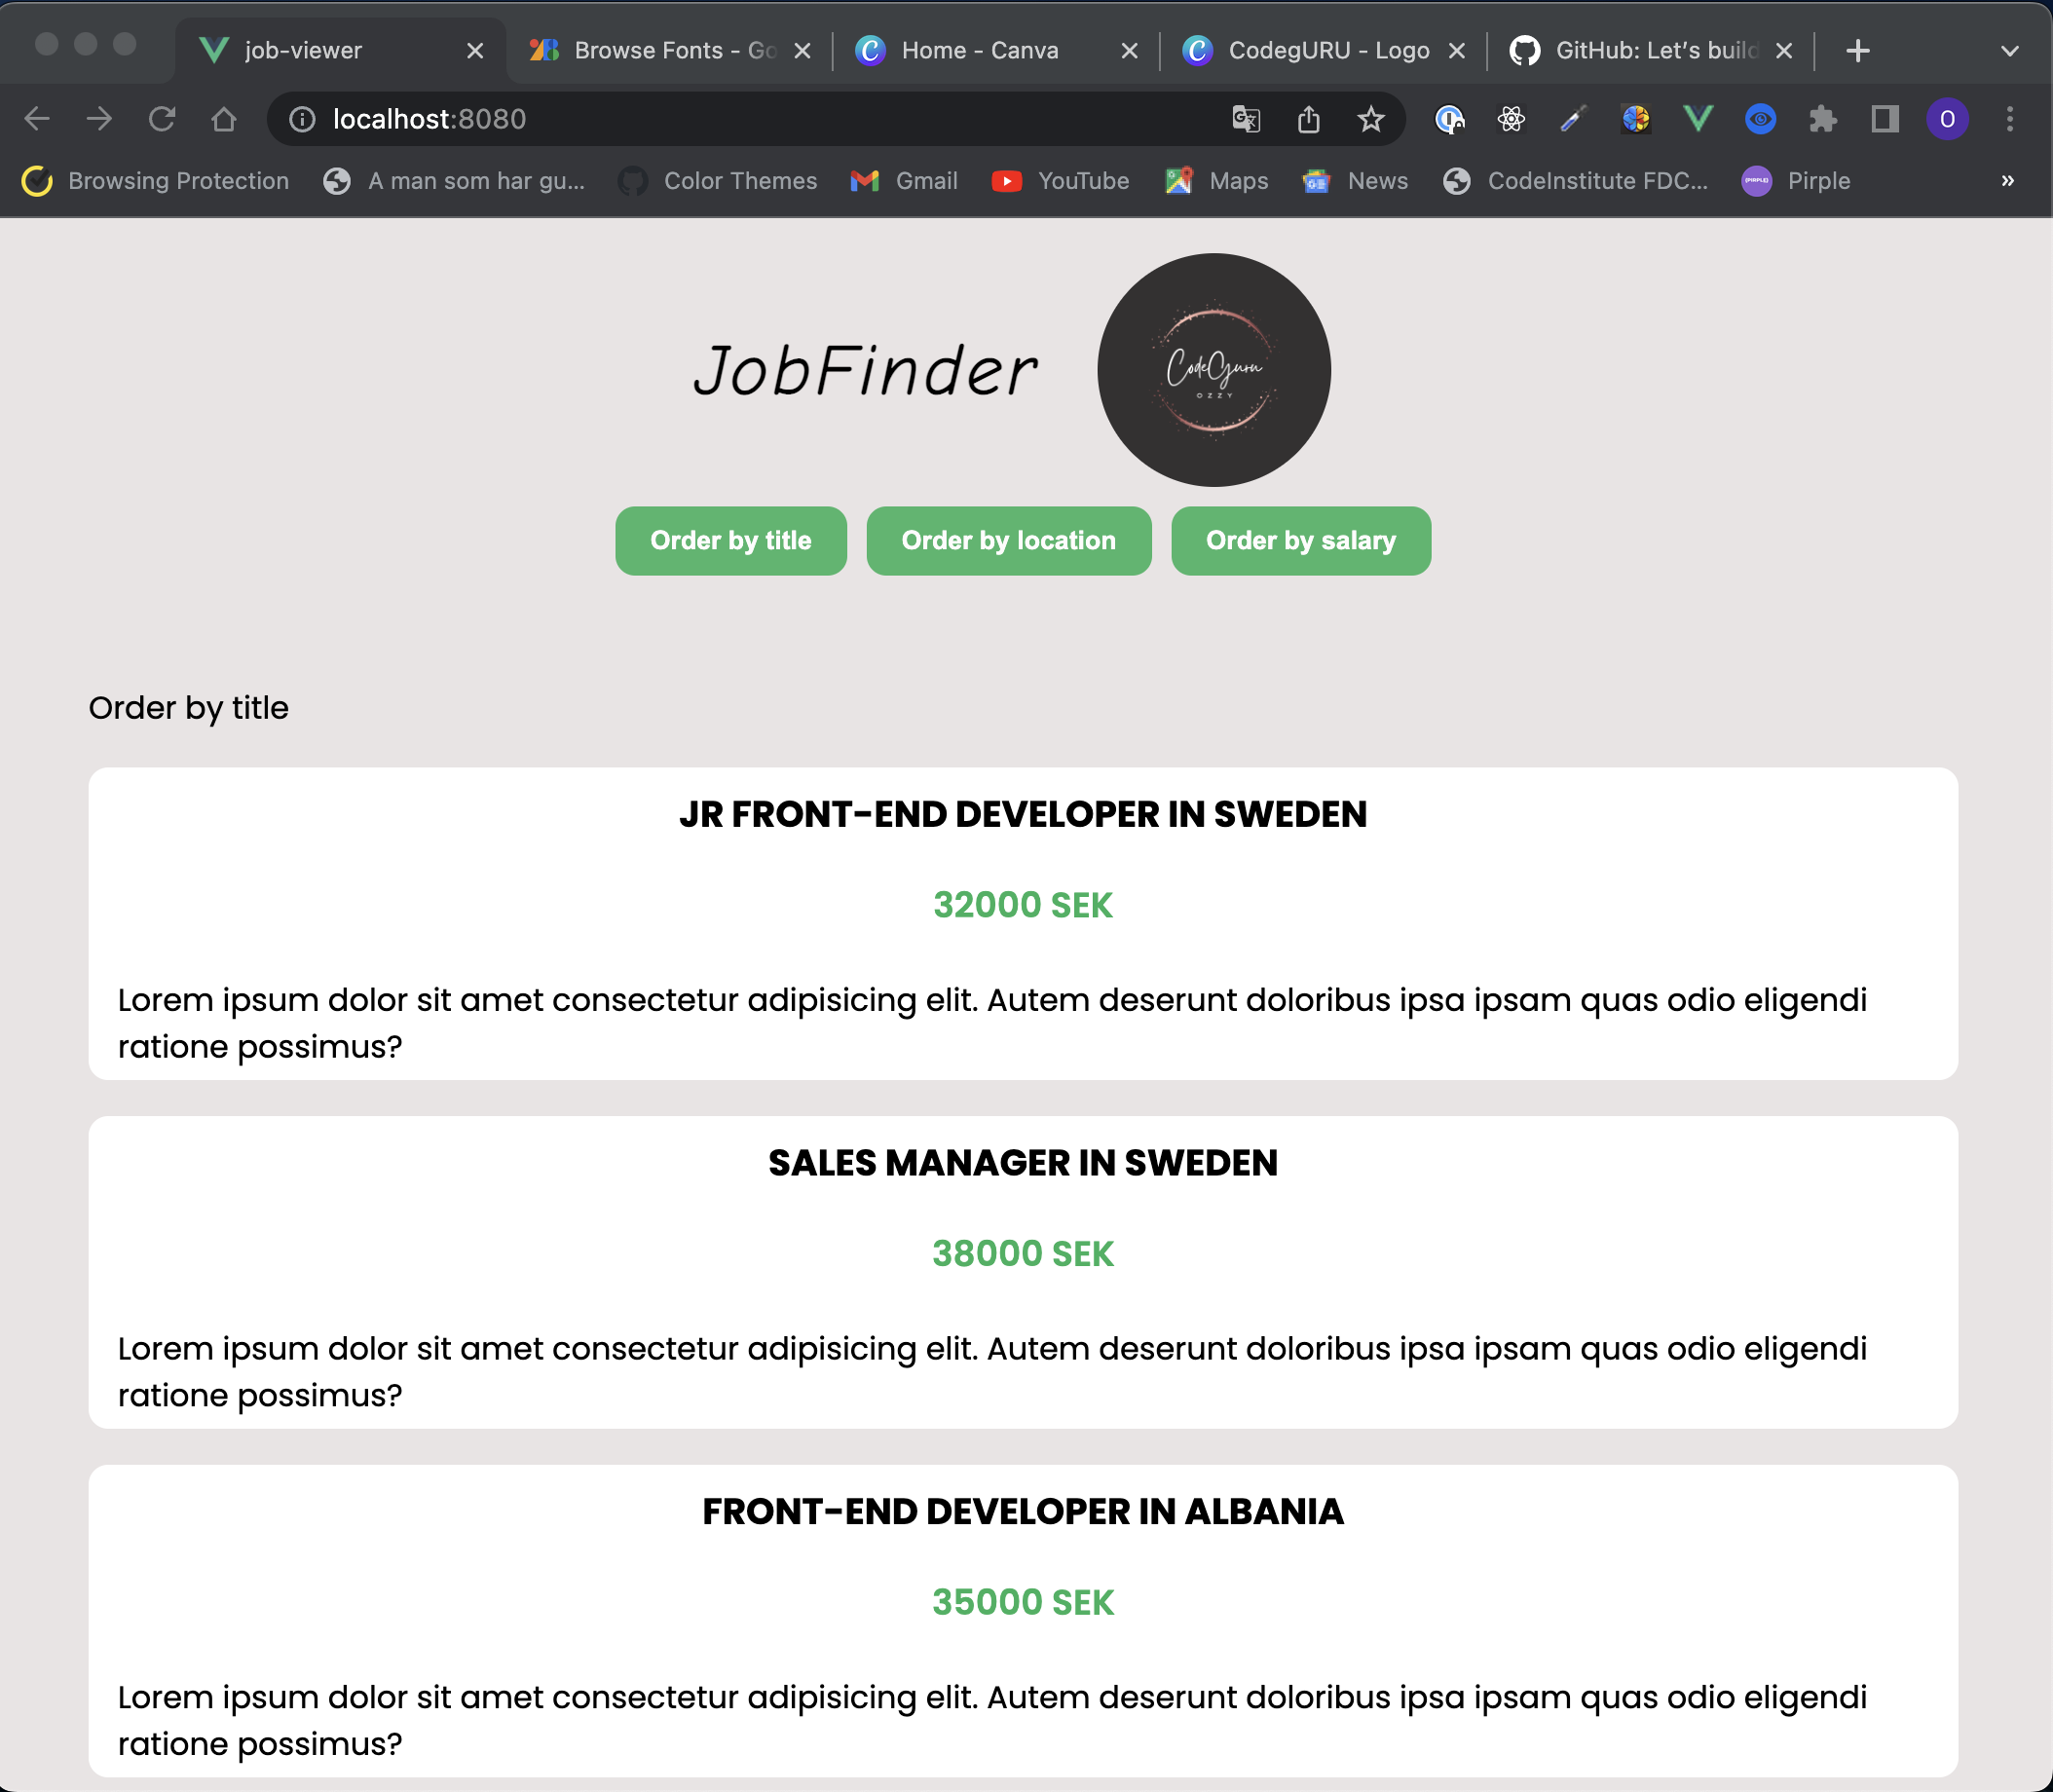 job-viewer
Browse Fonts - Go
Home - Canva
CodegURU - Logo
GitHub: Let's build
localhost:8080
O
Browsing Protection
A man som har gu...
Color Themes
Gmail
YouTube
Maps
News
CodeInstitute FDC...
{PIRPLE}
Pirple
»
JobFinder
CodeGuru
OZZY
Order by title
Order by location
Order by salary
Order by title
JR FRONT-END DEVELOPER IN SWEDEN
32000 SEK
Lorem ipsum dolor sit amet consectetur adipisicing elit. Autem deserunt doloribus ipsa ipsam quas odio eligendi
ratione possimus?
SALES MANAGER IN SWEDEN
38000 SEK
Lorem ipsum dolor sit amet consectetur adipisicing elit. Autem deserunt doloribus ipsa ipsam quas odio eligendi
ratione possimus?
FRONT-END DEVELOPER IN ALBANIA
35000 SEK
Lorem ipsum dolor sit amet consectetur adipisicing elit. Autem deserunt doloribus ipsa ipsam quas odio eligendi
ratione possimus?